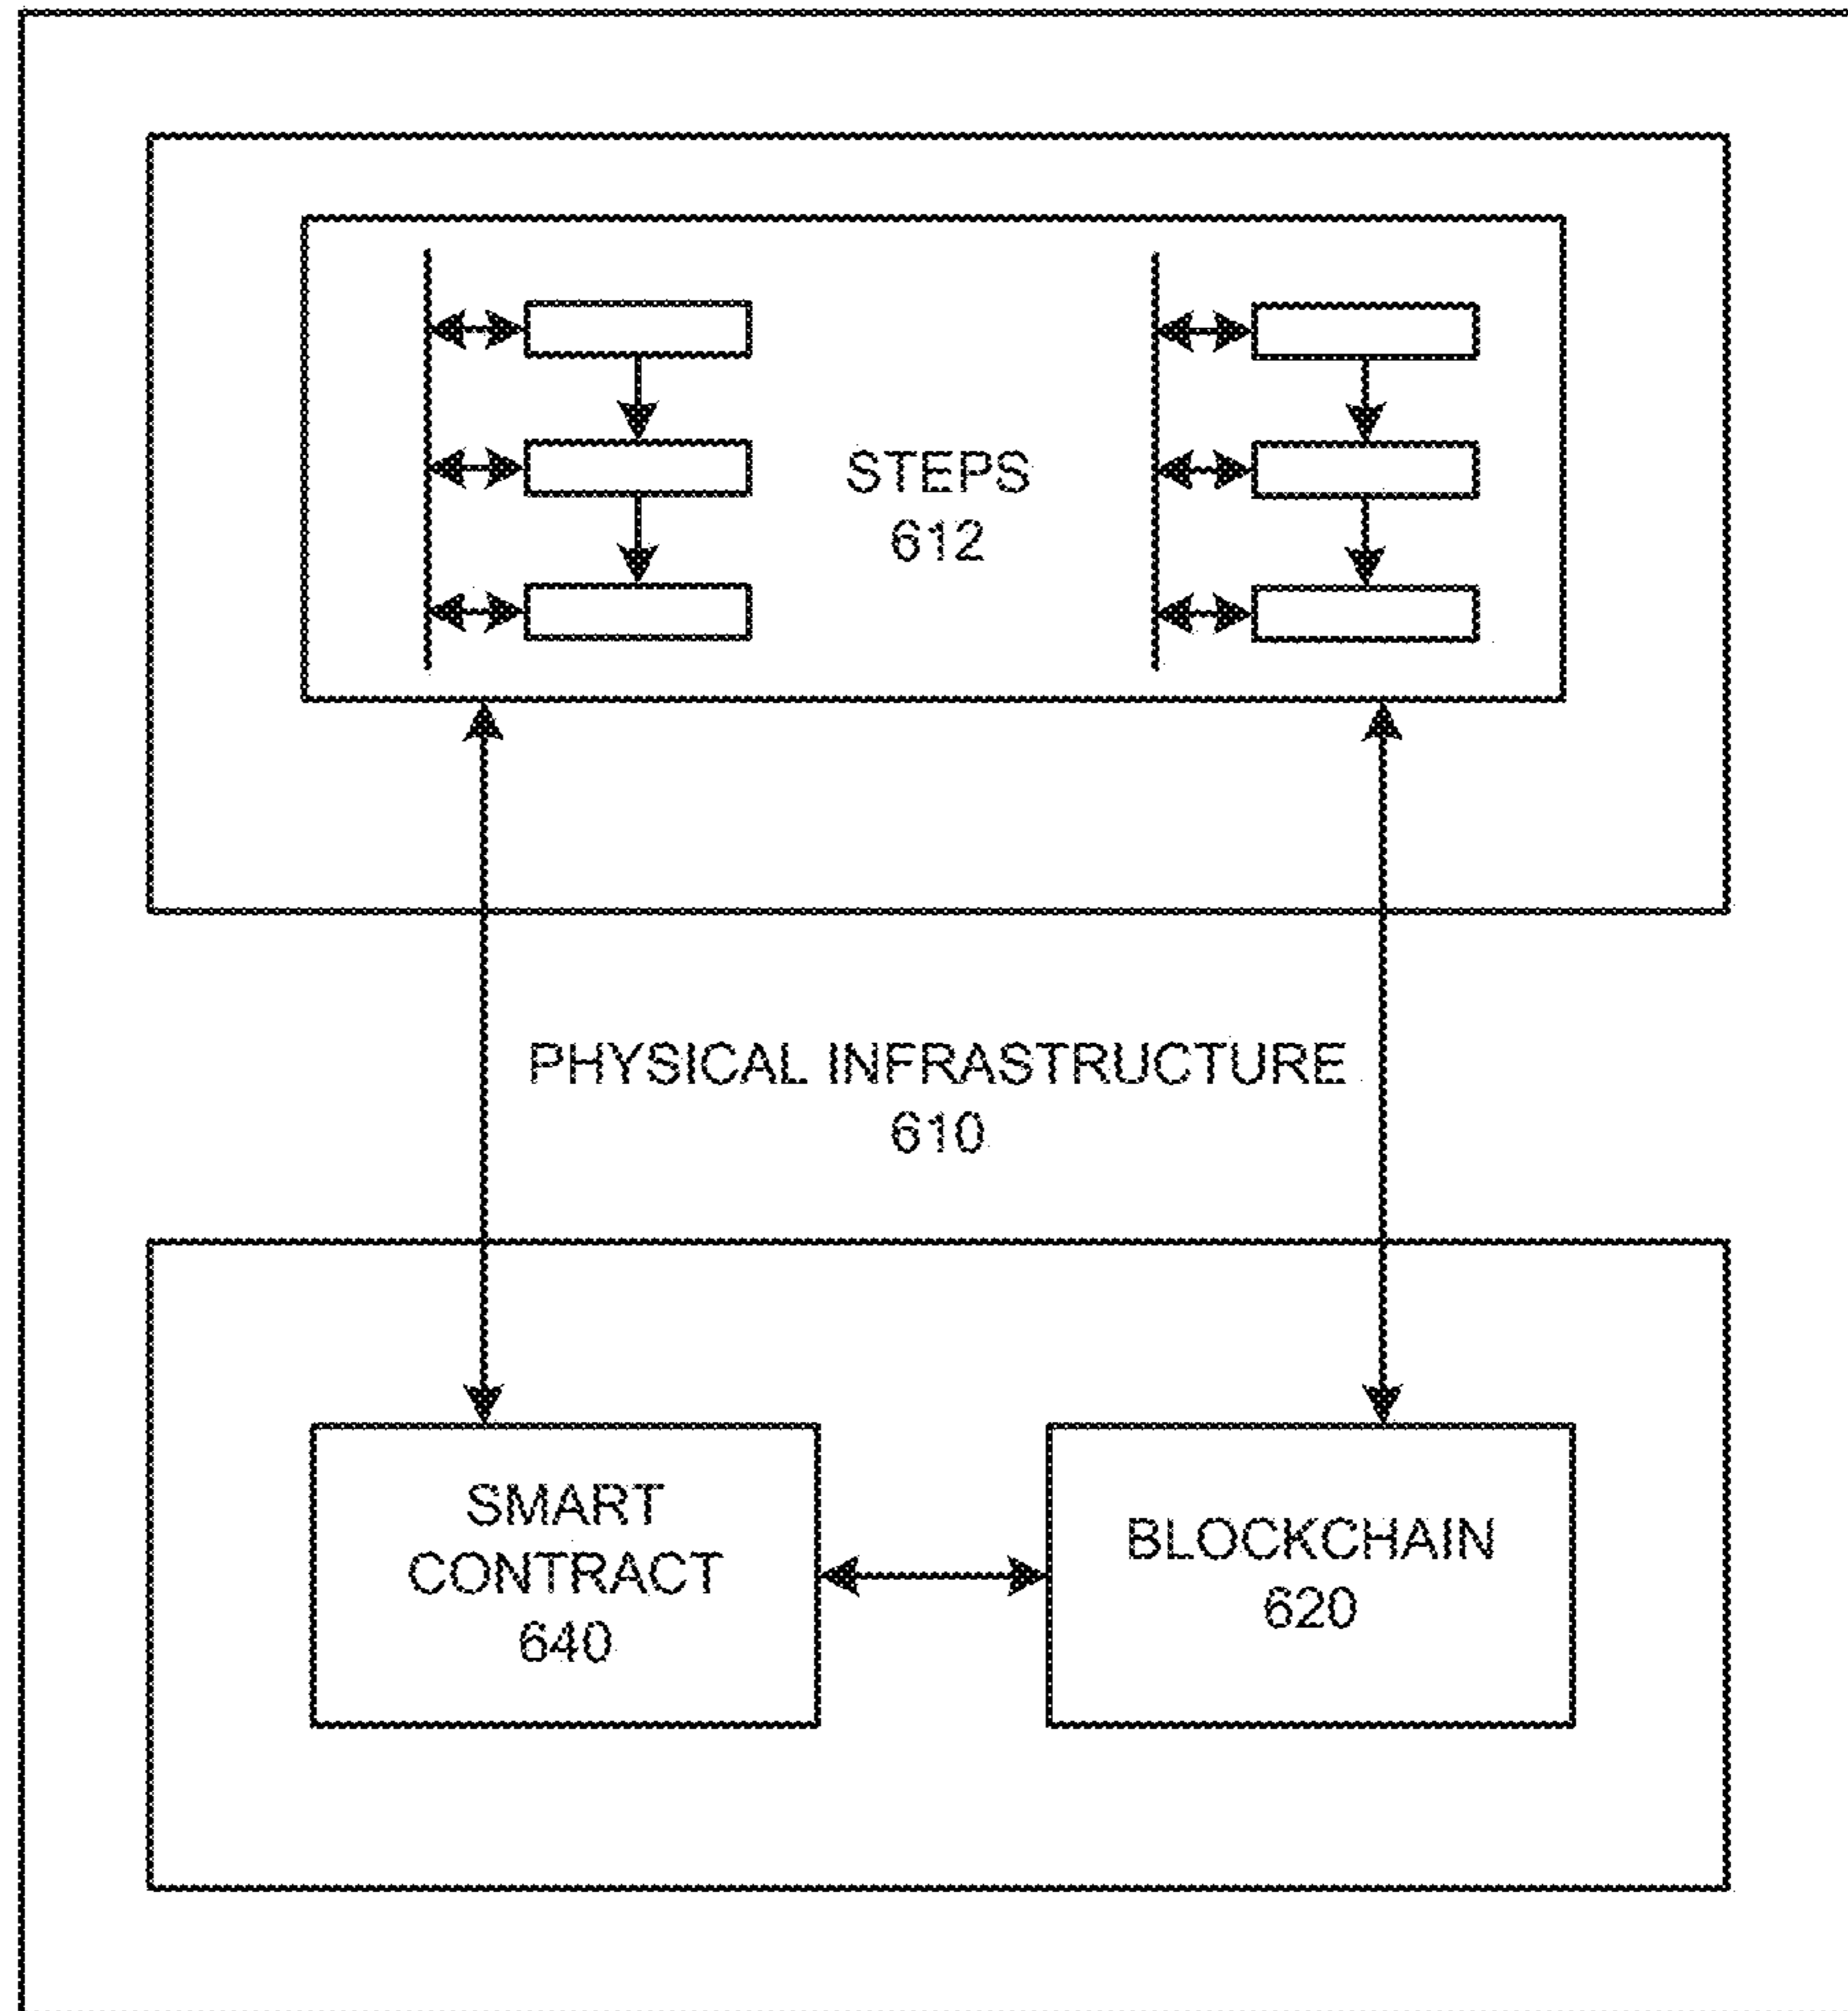 STEPS
612
PHYSICAL INFRASTRUCTURE
610
SMART
CONTRACT
640
BLOCKCHAIN
620